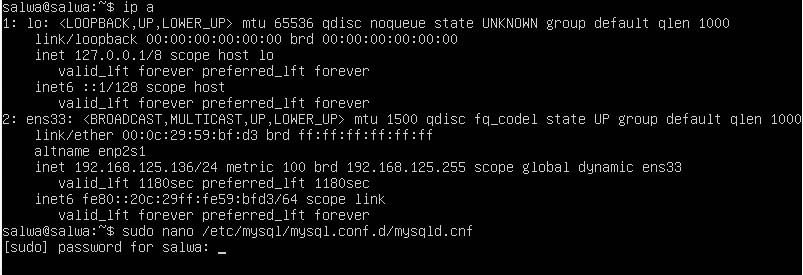 salwa@salwa:~$ ip a
1: lo: <LOOPBACK,UP,LOWER_UP> mtu 65536 qdisc noqueue state UNKNOWN group default qlen 1000
    link/loopback 00:00:00:00:00:00 brd 00:00:00:00:00:00
    inet 127.0.0.1/8 scope host lo
       valid_lft forever preferred_lft forever
    inet6 ::1/128 scope host
       valid_lft forever preferred_lft forever
2: ens33: <BROADCAST,MULTICAST,UP,LOWER_UP> mtu 1500 qdisc fq_codel state UP group default qlen 1000
    link/ether 00:0c:29:59:bf:d3 brd ff:ff:ff:ff:ff:ff
    altname enp2s1
    inet 192.168.125.136/24 metric 100 brd 192.168.125.255 scope global dynamic ens33
       valid_lft 1180sec preferred_lft 1180sec
    inet6 fe80::20c:29ff:fe59:bfd3/64 scope link
       valid_lft forever preferred_lft forever
salwa@salwa:~$ sudo nano /etc/mysql/mysql.conf.d/mysqld.cnf
[sudo] password for salwa: _